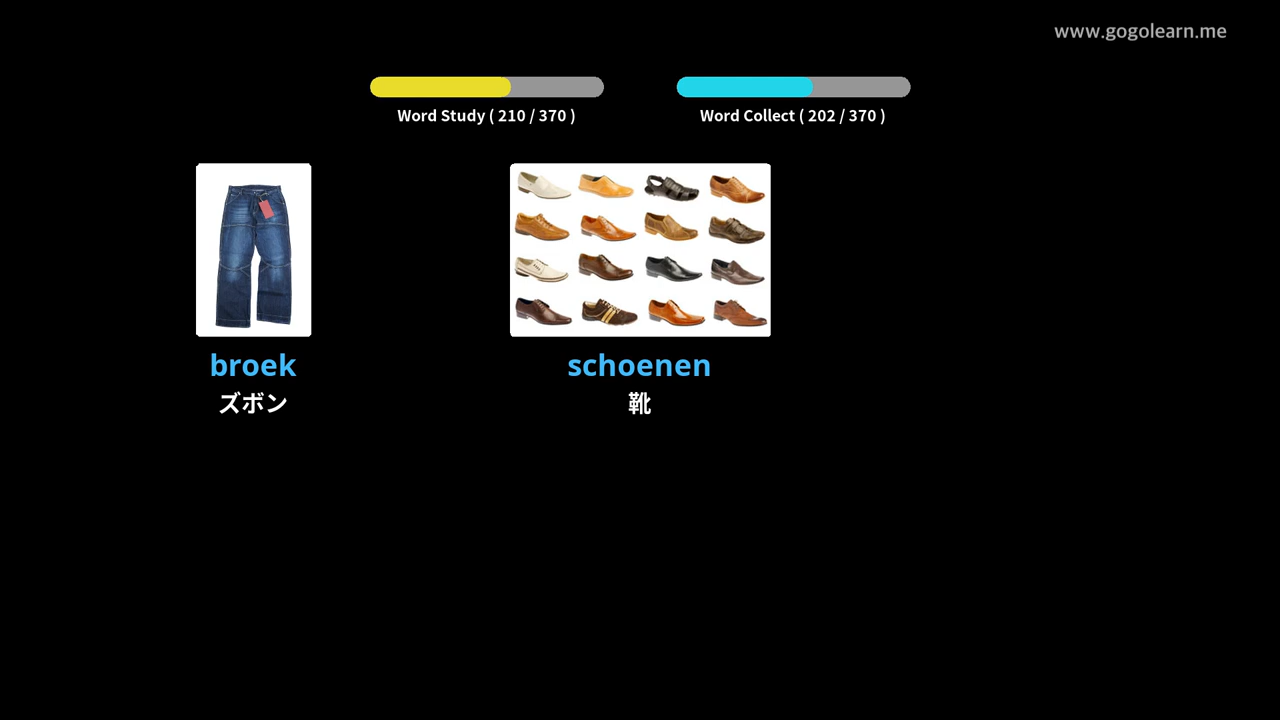 www.gogolearn.me
Word Study ( 210 / 370 )
Word Collect ( 202 / 370 )
broek
schoenen
ズボン
靴